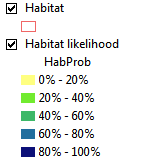 Habitat
Habitat likelihood
HabProb
0% - 20%
20% - 40%
40% - 60%
60% - 80%
80% - 100%